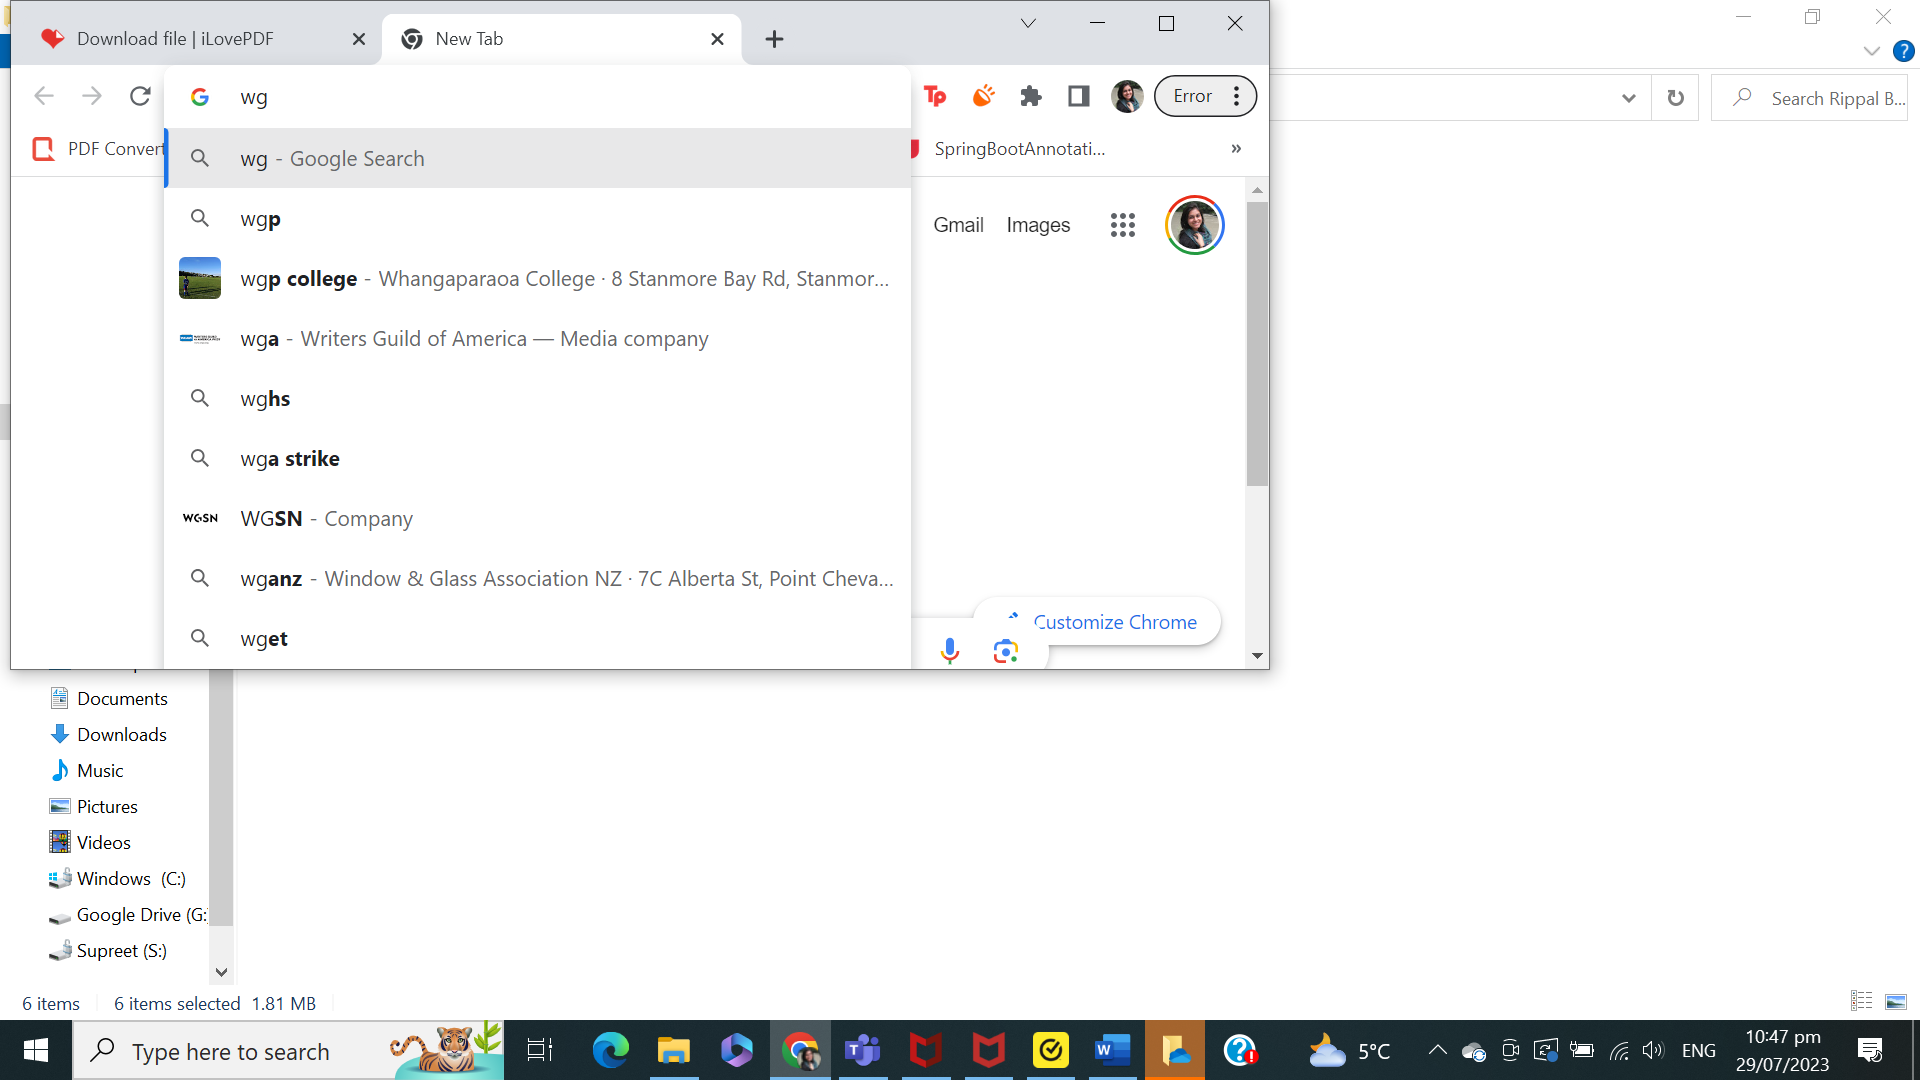 Download file | iLovePDF
New Tab
wg
Error
Search Rippal B...
PDF Convert
SpringBootAnnotati...
»
wg - Google Search
wgp
Gmail
Images
wgp college - Whangaparaoa College · 8 Stanmore Bay Rd, Stanmor...
wga - Writers Guild of America — Media company
wghs
wga strike
WGSN
WGSN - Company
wganz - Window & Glass Association NZ · 7C Alberta St, Point Cheva...
Customize Chrome
wget
Documents
Downloads
Music
Pictures
Videos
Windows (C:)
Google Drive (G:
Supreet (S:)
6 items
6 items selected 1.81 MB
Type here to search
5°C
ENG
10:47 pm
29/07/2023